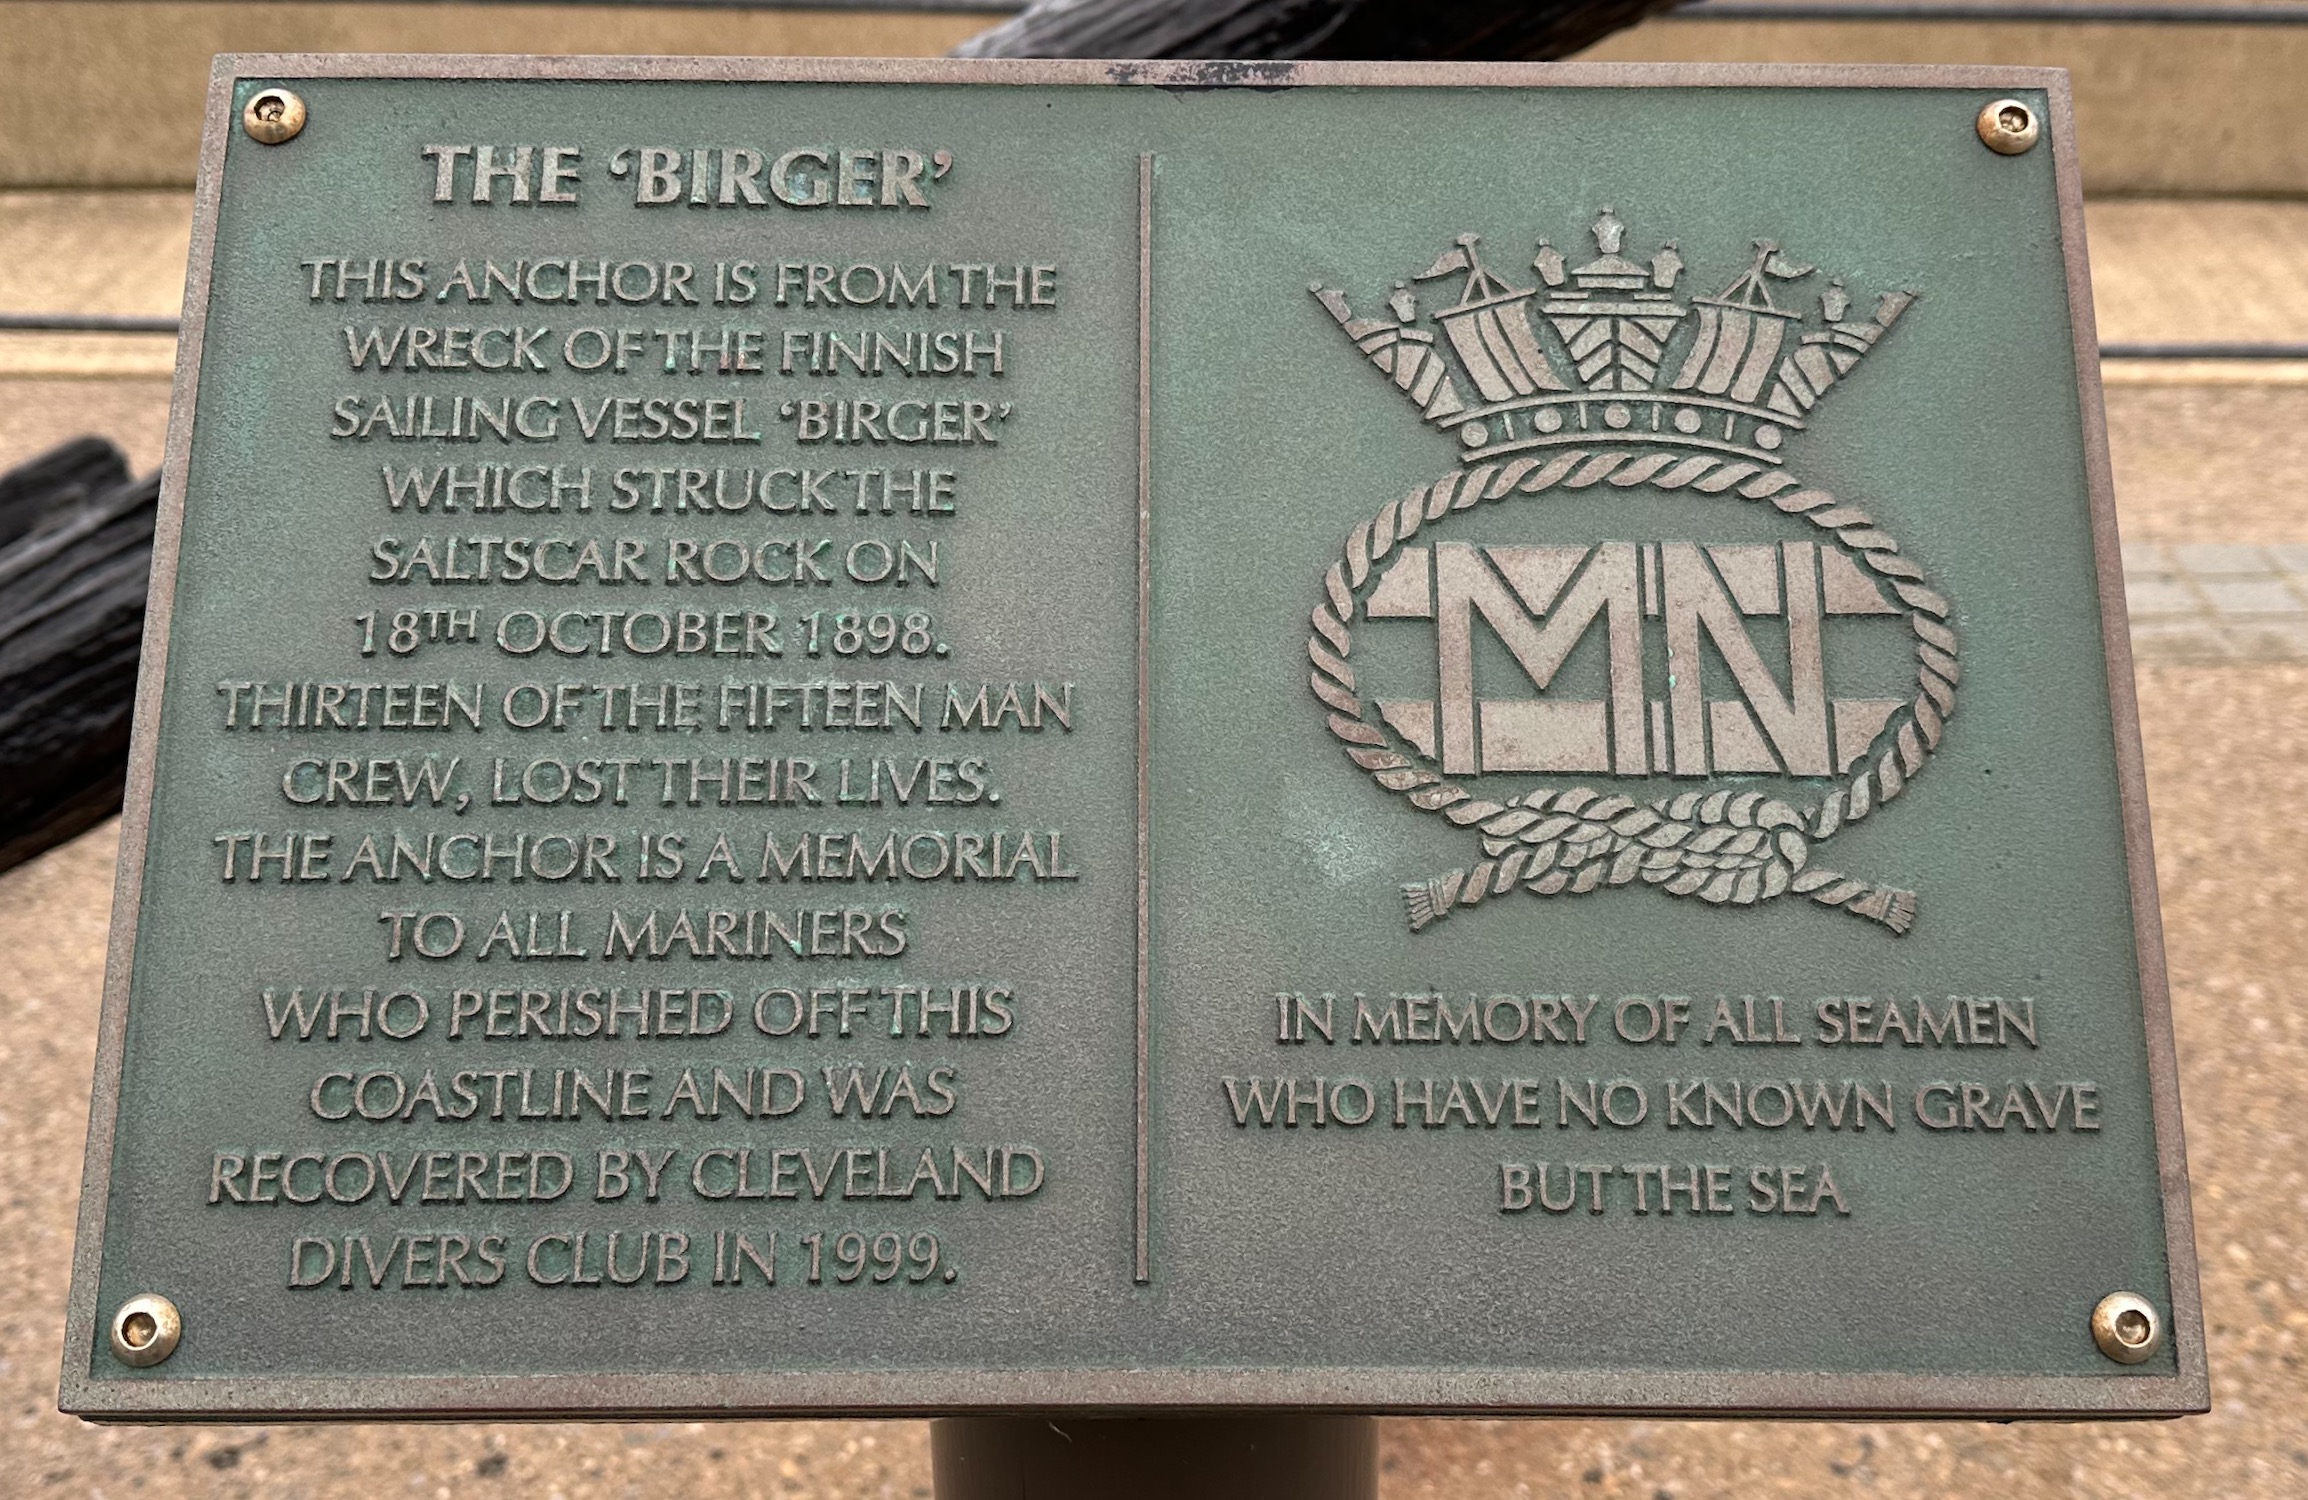 THE ‘BIRGER’
THIS ANCHOR IS FROM THE
WRECK OF THE FINNISH
SAILING VESSEL ‘BIRGER’
WHICH STRUCK THE
SALTSCAR ROCK ON
18TH OCTOBER 1898.
THIRTEEN OF THE FIFTEEN MAN
CREW, LOST THEIR LIVES.
THE ANCHOR IS A MEMORIAL
TO ALL MARINERS
WHO PERISHED OFF THIS
COASTLINE AND WAS
RECOVERED BY CLEVELAND
DIVERS CLUB IN 1999.
MN
IN MEMORY OF ALL SEAMEN
WHO HAVE NO KNOWN GRAVE
BUT THE SEA